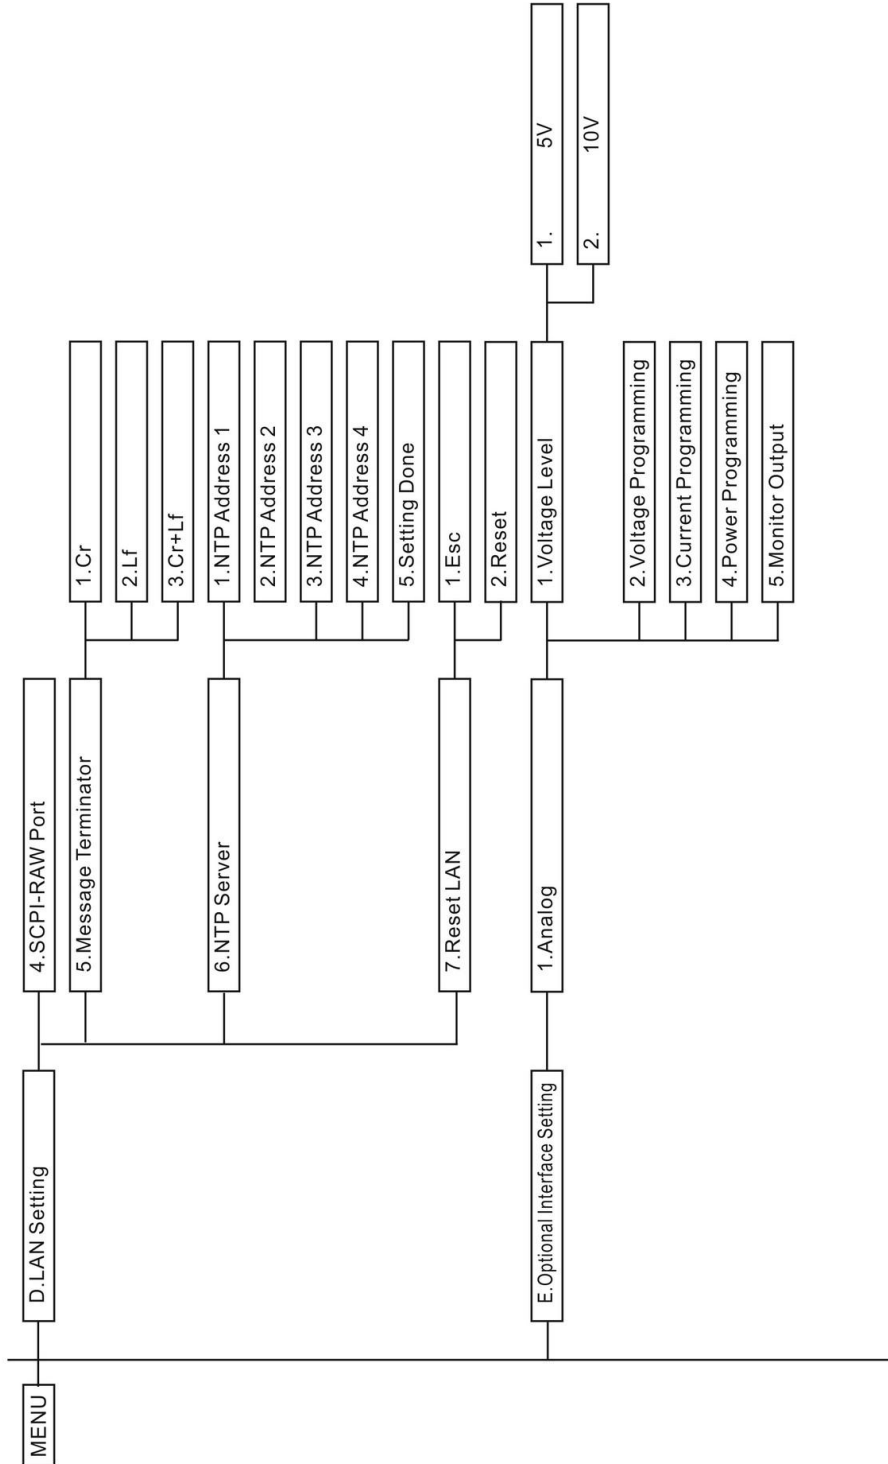 MENU
D.LAN Setting
4.SCPI-RAW Port
5.Message Terminator
1.Cr
2.Lf
3.Cr+Lf
6.NTP Server
1.NTP Address 1
2.NTP Address 2
3.NTP Address 3
4.NTP Address 4
5.Setting Done
7.Reset LAN
1.Esc
2.Reset
E.Optional Interface Setting
1.Analog
1.Voltage Level
1. 5V
2. 10V
2.Voltage Programming
3.Current Programming
4.Power Programming
5.Monitor Output